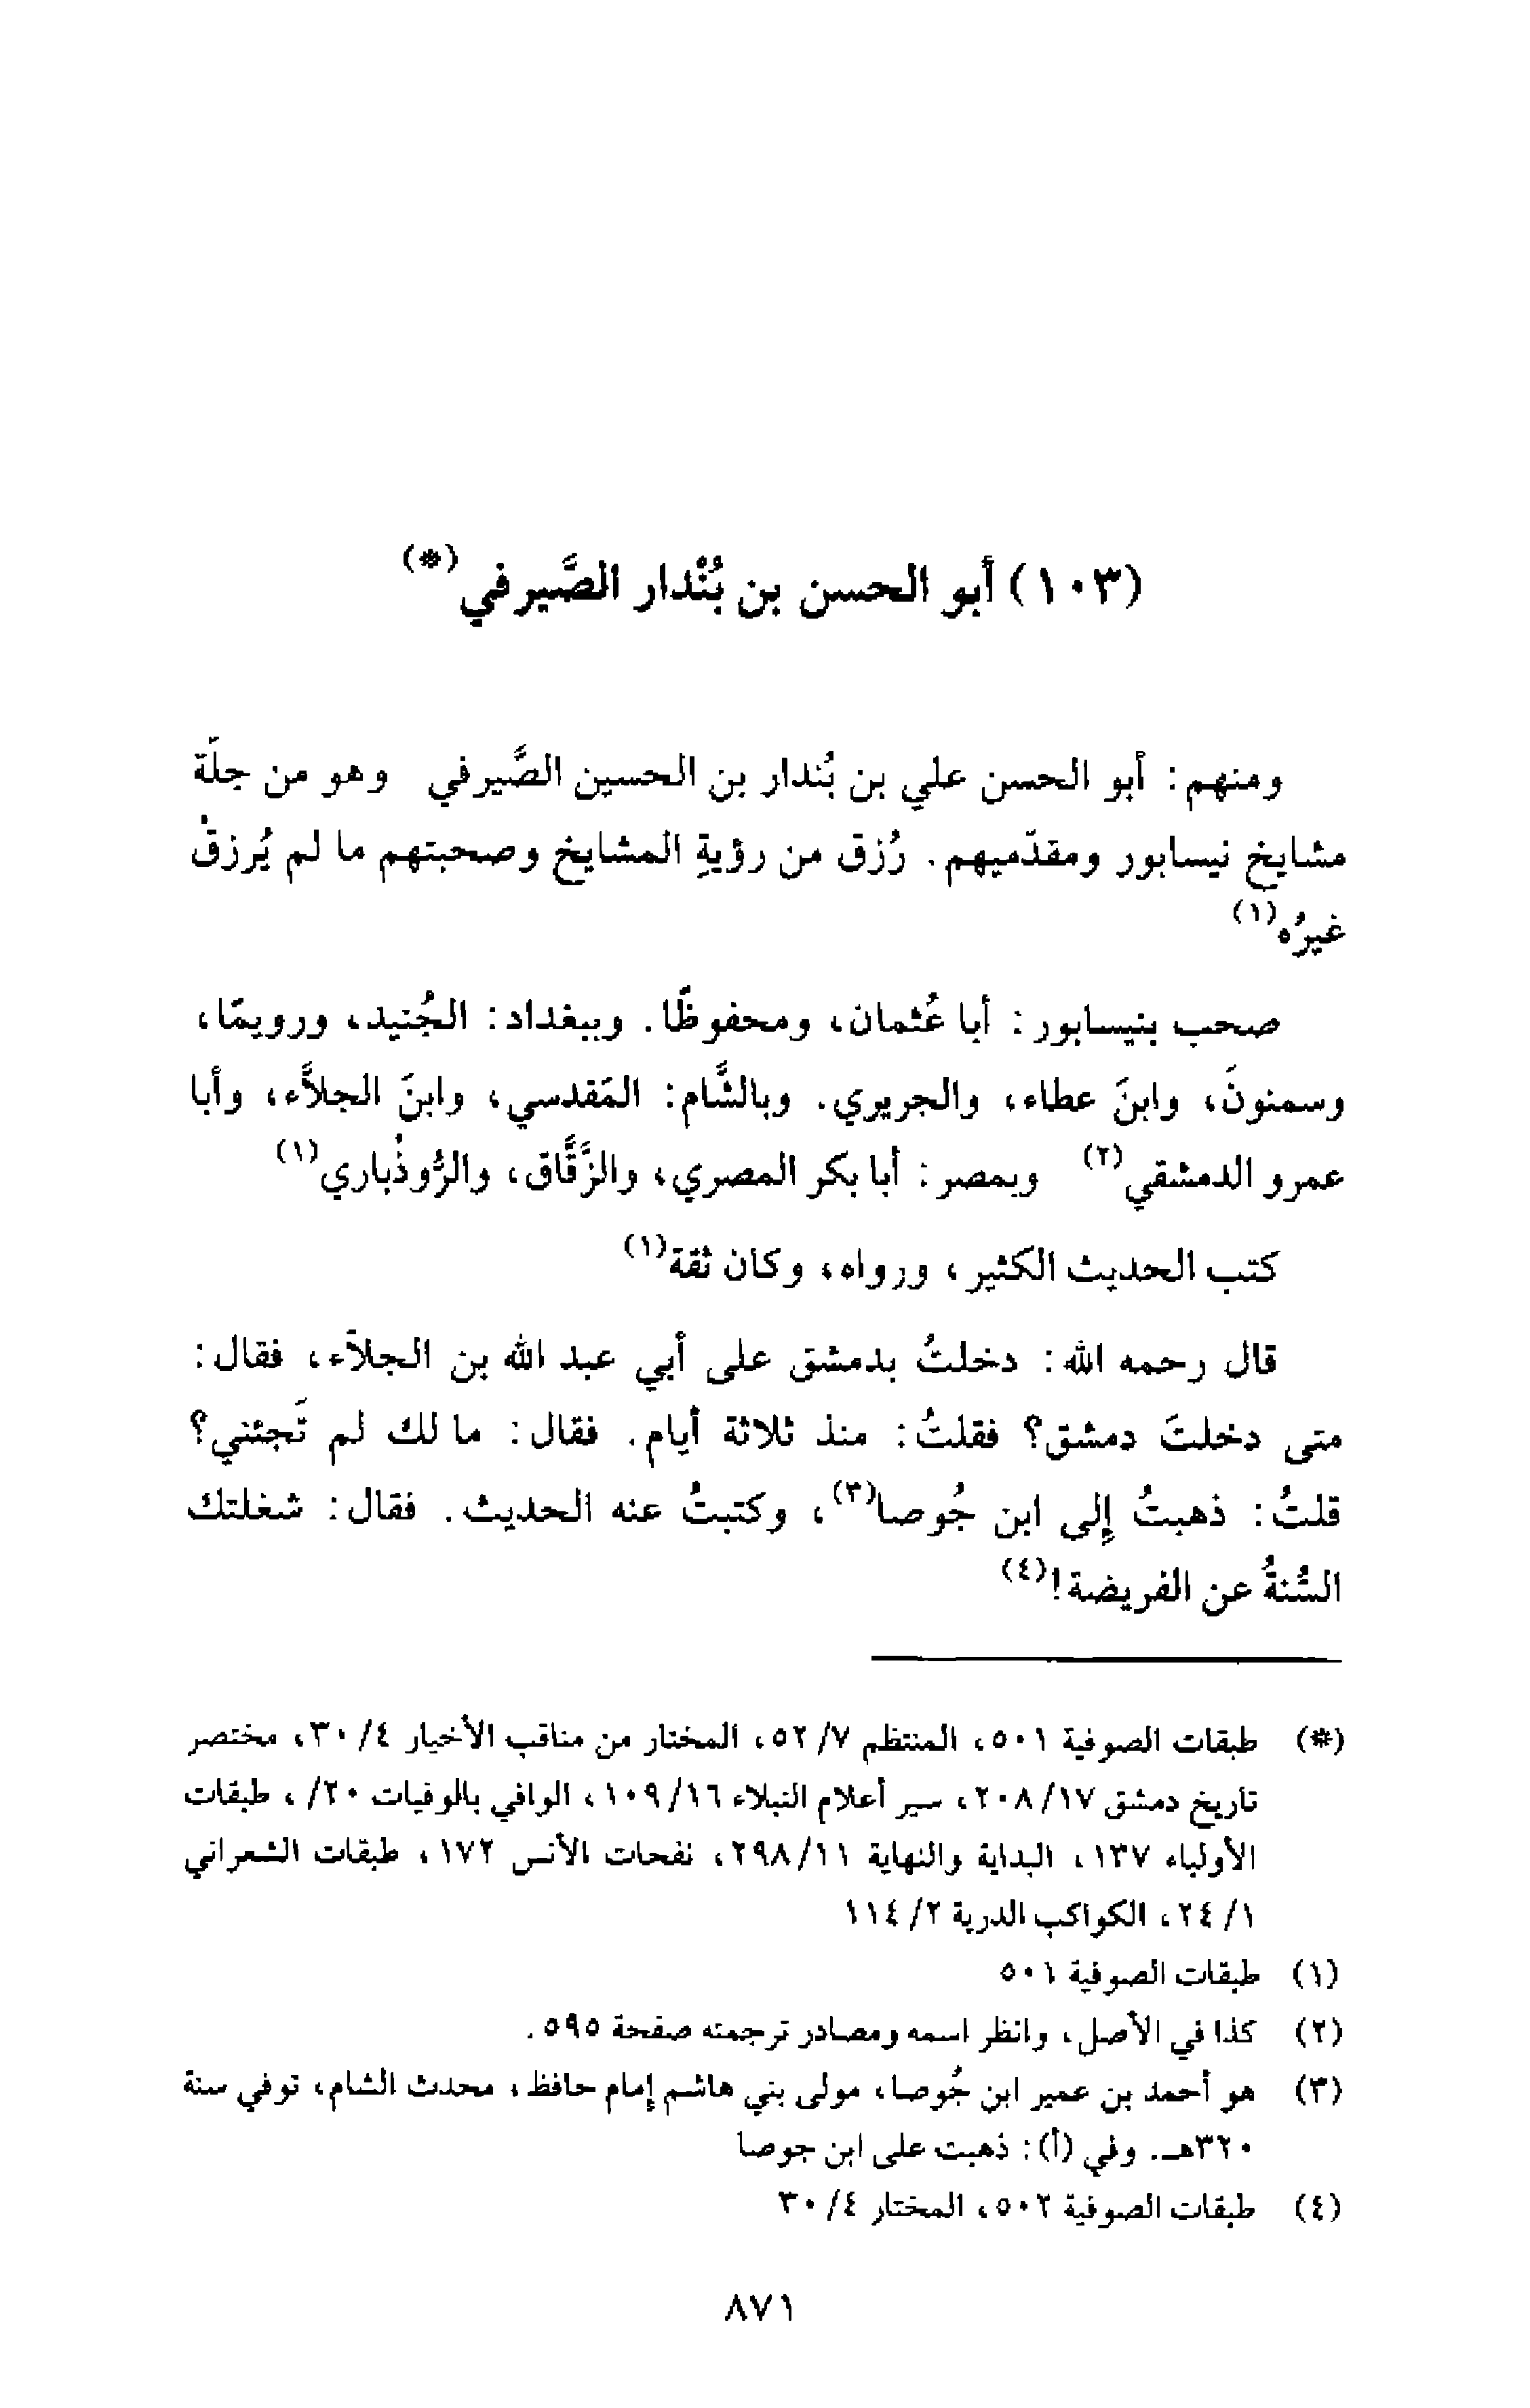 (١٠٣) أبو الحسن بن بُنْدار الصَّيرفي(*)
ومنهم: أبو الحسن علي بن بُندار بن الحسين الصَّيرفي وهو من جلَّة
مشايخ نيسابور ومقدّميهم. رُزق من رؤيةِ المشايخ وصحبتهم ما لم يُرزقْ
غيرُه(١)
صحب بنيسابور: أبا عُثمان، ومحفوظًا. وببغداد: الجُنيد، ورويمًا،
وسمنونَ، وابنَ عطاء، والجريري. وبالشَّام: المَقدسي، وابنَ الجلاَّء، وأبا
عمرو الدمشقي(٢) وبمصر: أبا بكر المصري، والزَّقَّاق، والرُّوذْباري(١)
كتب الحديث الكثير، ورواه، وكان ثقة(١)
قال رحمه الله: دخلتُ بدمشق على أبي عبد الله بن الجلاّء، فقال:
متى دخلتَ دمشق؟ فقلتُ: منذ ثلاثة أيام. فقال: ما لك لم تَجئني؟
قلتُ: ذهبتُ إلى ابن جُوصا(٣)، وكتبتُ عنه الحديث. فقال: شغلتك
السُّنةُ عن الفريضة!(٤)
(*) طبقات الصوفية ٥٠١، المنتظم ٧/ ٥٢، المختار من مناقب الأخيار ٤/ ٣٠، مختصر
تاريخ دمشق ١٧/ ٢٠٨، سير أعلام النبلاء ١٦/ ١٠٩، الوافي بالوفيات ٢٠/ ، طبقات
الأولياء ١٣٧، البداية والنهاية ١١/ ٢٩٨، نفحات الأنس ١٧٢، طبقات الشعراني
١/ ٢٤، الكواكب الدرية ٢/ ١١٤
(١) طبقات الصوفية ٥٠١
(٢) كذا في الأصل، وانظر اسمه ومصادر ترجمته صفحة ٥٩٥.
(٣) هو أحمد بن عمير ابن جُوصا، مولى بني هاشم إمام حافظ، محدث الشام، توفي سنة
٣٢٠هـ. وفي (أ): ذهبت على ابن جوصا
(٤) طبقات الصوفية ٥٠٢، المختار ٤/ ٣٠
٨٧١